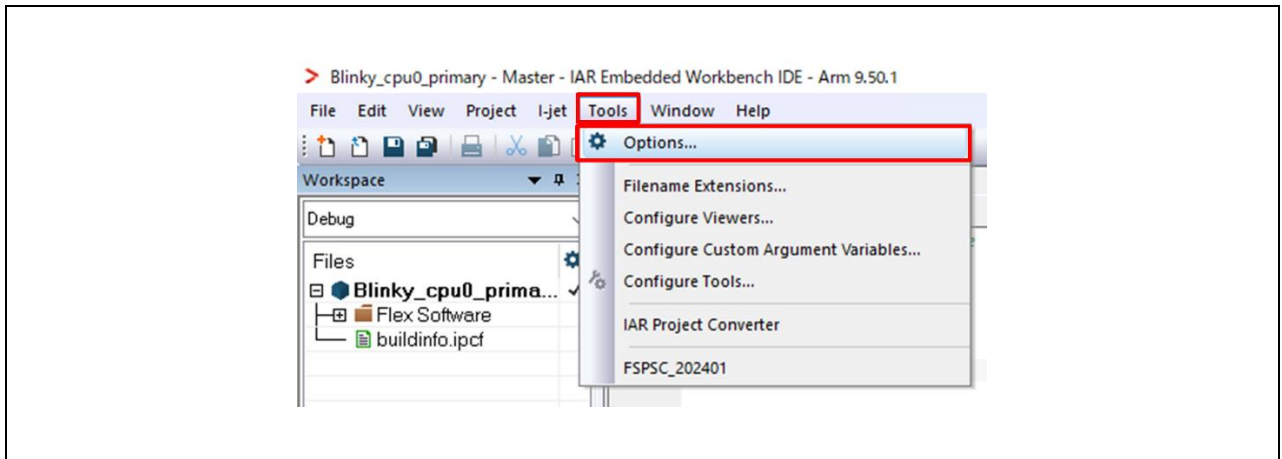 Blinky_cpu0_primary - Master - IAR Embedded Workbench IDE - Arm 9.50.1
File Edit View Project I-jet Tools Window Help
Options...
Workspace
Filename Extensions...
Debug
Configure Viewers...
Configure Custom Argument Variables...
Files
Configure Tools...
Blinky_cpu0_prima...
Flex Software
IAR Project Converter
buildinfo.ipcf
FSPSC_202401